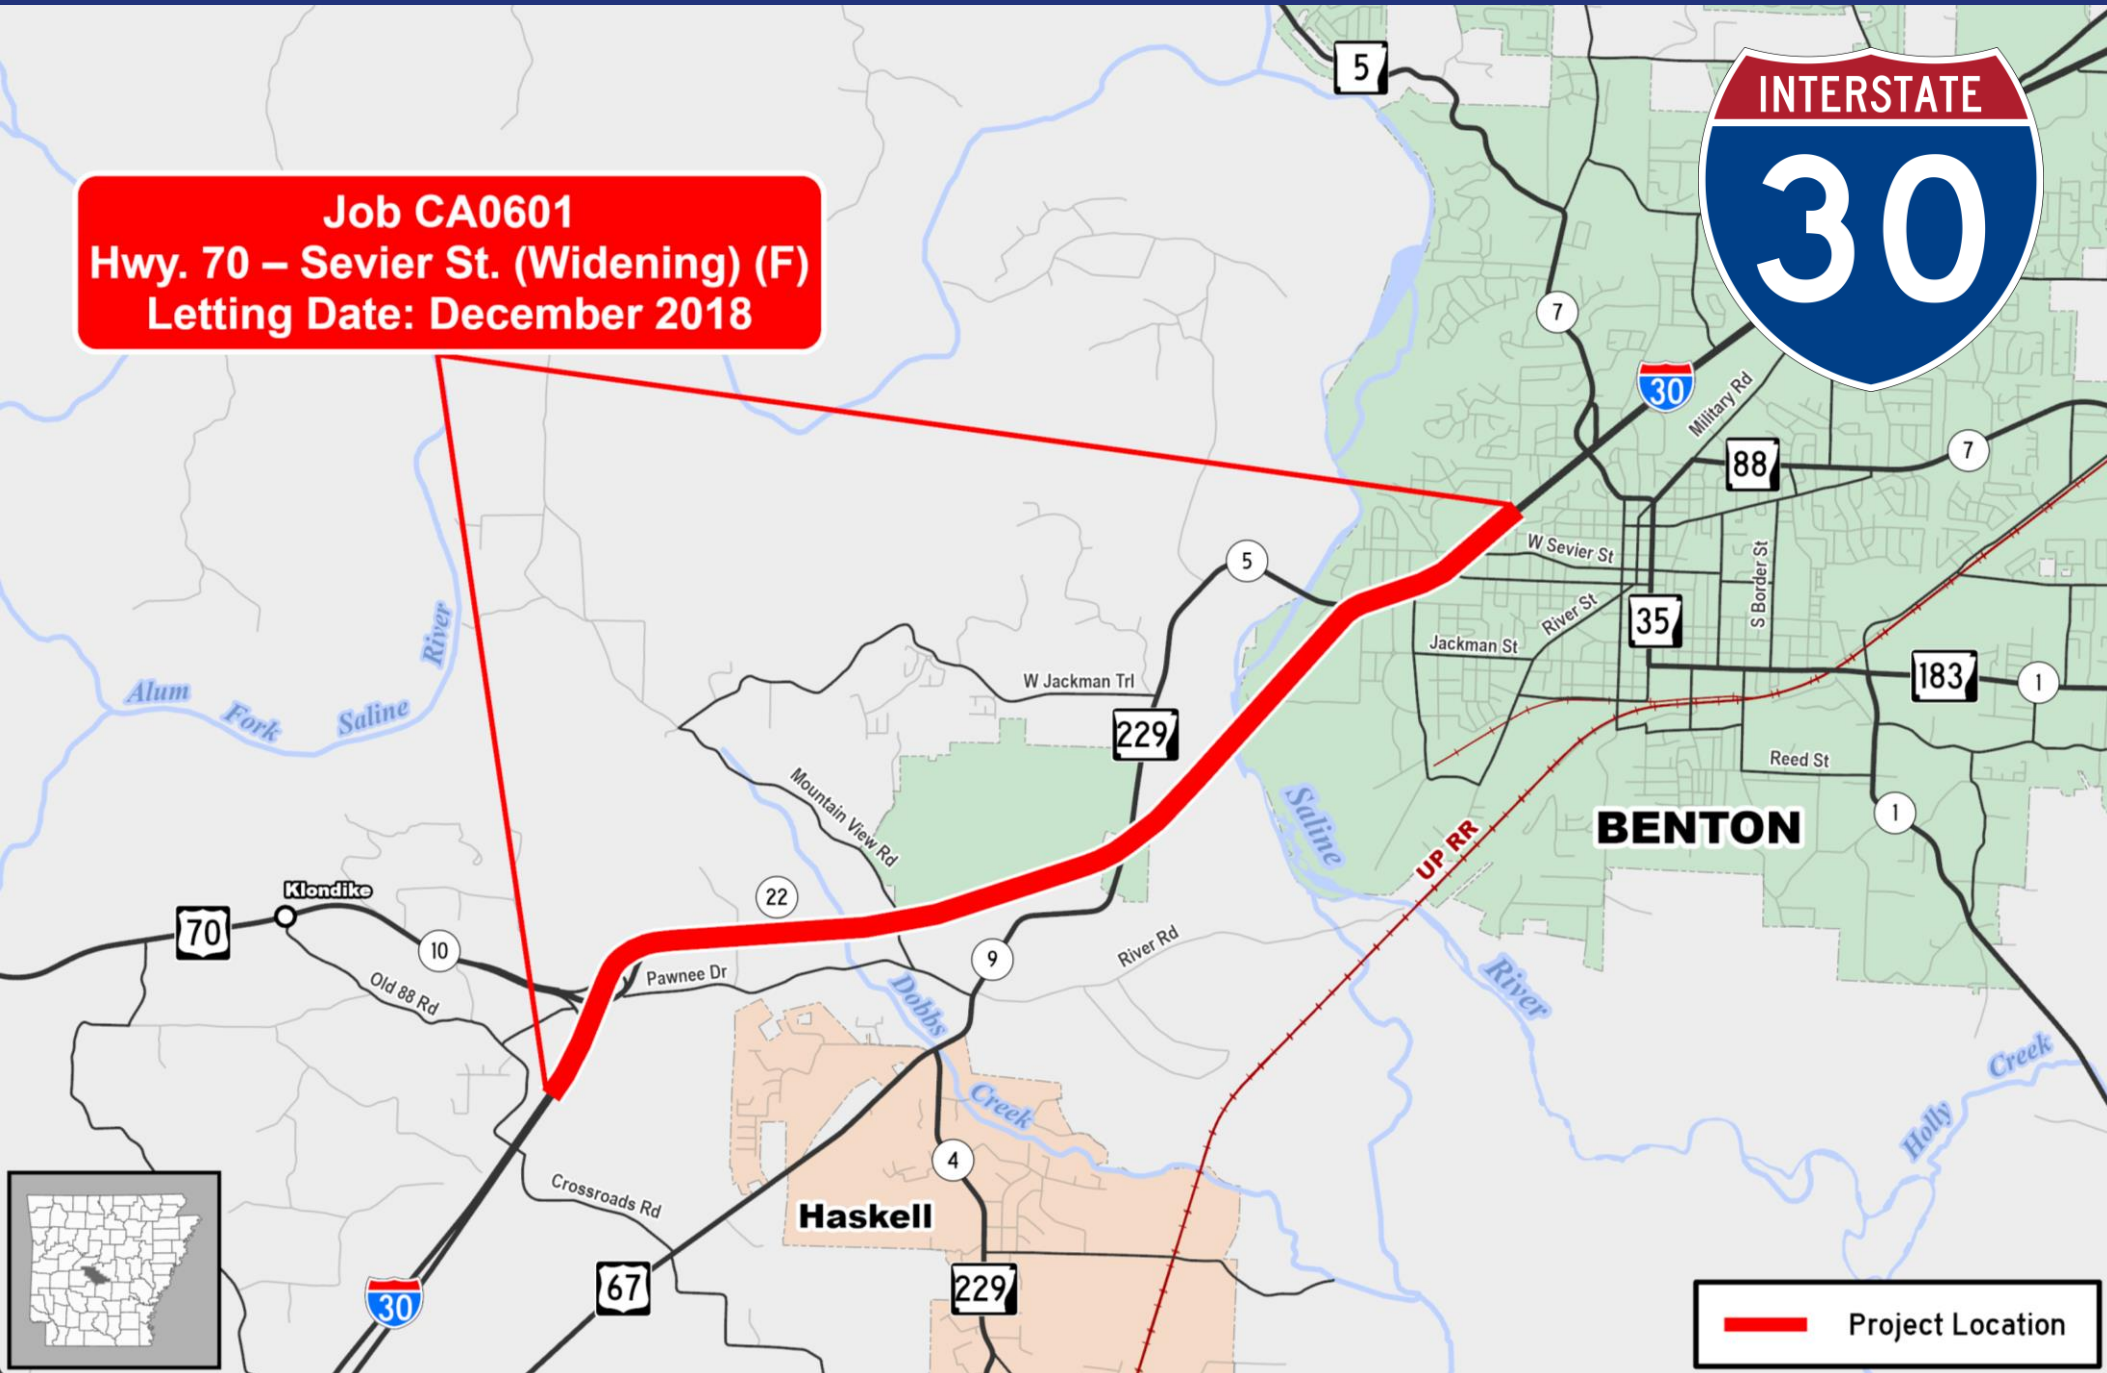 5
INTERSTATE
30
Job CA0601
Hwy. 70 – Sevier St. (Widening) (F)
Letting Date: December 2018
7
30
Military Rd
88
7
W Sevier St
5
S Border St
River St
35
Jackman St
River
W Jackman Trl
183
1
Alum
Fork
Saline
229
Reed St
Mountain View Rd
Saline
BENTON
1
UP RR
Klondike
22
70
10
9
River Rd
Pawnee Dr
Old 88 Rd
Dobbs
River
Creek
Creek
Holly
4
Crossroads Rd
Haskell
67
229
30
Project Location